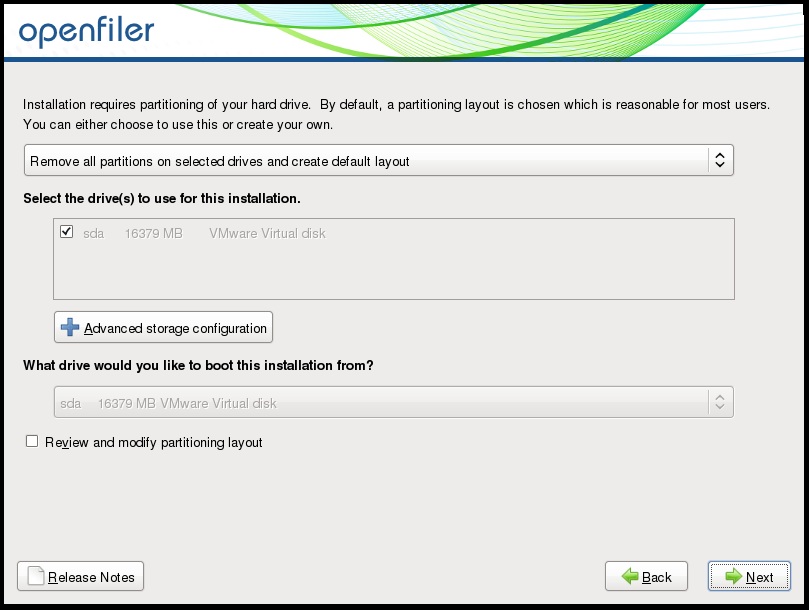 openfiler
Installation requires partitioning of your hard drive.  By default, a partitioning layout is chosen which is reasonable for most users.
You can either choose to use this or create your own.
Remove all partitions on selected drives and create default layout
Select the drive(s) to use for this installation.
sda 16379 MB VMware Virtual disk
Advanced storage configuration
What drive would you like to boot this installation from?
sda 16379 MB VMware Virtual disk
Review and modify partitioning layout
Release Notes Back Next